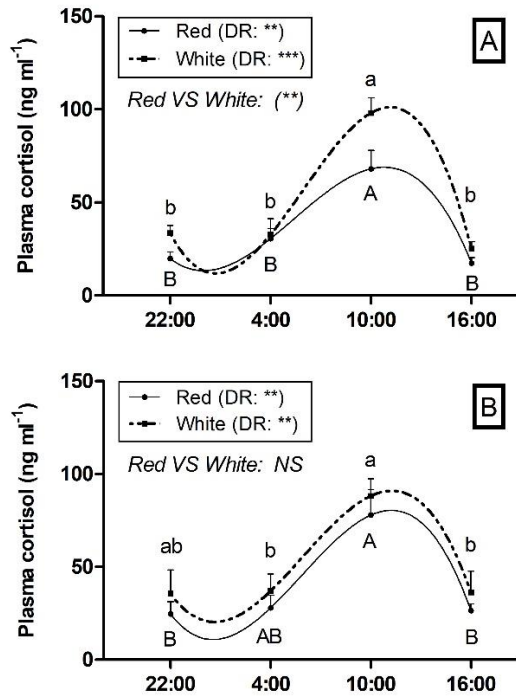 Red (DR: **)
White (DR: ***)
Red VS White: (**)
A
Plasma cortisol (ng ml-1)
150
100
50
0
a
b
b
b
A
B
B
B
22:00
4:00
10:00
16:00
Red (DR: **)
White (DR: **)
Red VS White: NS
B
Plasma cortisol (ng ml-1)
150
100
50
0
a
ab
b
b
A
B
AB
B
22:00
4:00
10:00
16:00